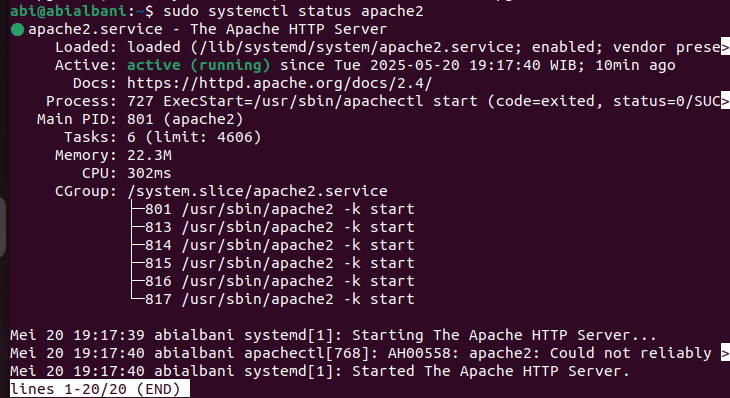 abi@abialbani:~$ sudo systemctl status apache2
● apache2.service - The Apache HTTP Server
     Loaded: loaded (/lib/systemd/system/apache2.service; enabled; vendor prese>
     Active: active (running) since Tue 2025-05-20 19:17:40 WIB; 10min ago
       Docs: https://httpd.apache.org/docs/2.4/
    Process: 727 ExecStart=/usr/sbin/apachectl start (code=exited, status=0/SUC>
   Main PID: 801 (apache2)
      Tasks: 6 (limit: 4606)
     Memory: 22.3M
        CPU: 302ms
     CGroup: /system.slice/apache2.service
             ├─801 /usr/sbin/apache2 -k start
             ├─813 /usr/sbin/apache2 -k start
             ├─814 /usr/sbin/apache2 -k start
             ├─815 /usr/sbin/apache2 -k start
             ├─816 /usr/sbin/apache2 -k start
             └─817 /usr/sbin/apache2 -k start
Mei 20 19:17:39 abialbani systemd[1]: Starting The Apache HTTP Server...
Mei 20 19:17:40 abialbani apachectl[768]: AH00558: apache2: Could not reliably >
Mei 20 19:17:40 abialbani systemd[1]: Started The Apache HTTP Server.
lines 1-20/20 (END)